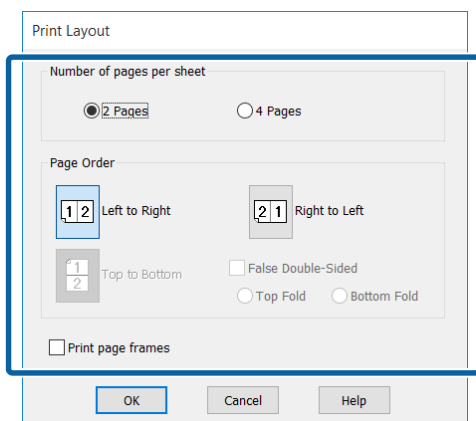 Print Layout
Number of pages per sheet
2 Pages 4 Pages
Page Order
1 2 Left to Right 2 1 Right to Left
1
2 Top to Bottom False Double-Sided
Top Fold Bottom Fold
Print page frames
OK Cancel Help